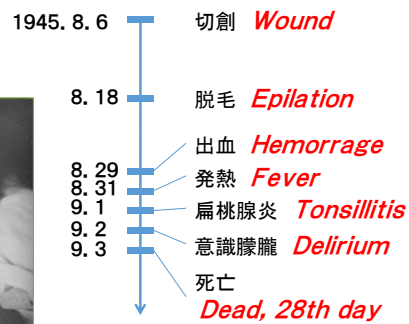 1945. 8. 6 切創 Wound
8. 18 脱毛 Epilation
出血 Hemorrage
8. 29
発熱 Fever
8. 31
9. 1 扁桃腺炎 Tonsillitis
9. 2 意識朦朧 Delirium
9. 3
死亡
Dead, 28th day